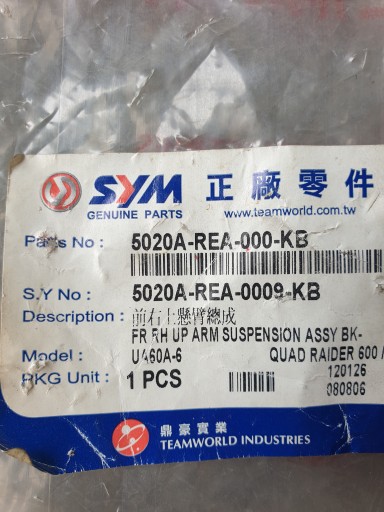 SYM 正廠零件
GENUINE PARTS www.teamworld.com.tw
Parts No : 5020A-REA-000-KB
S.Y No : 5020A-REA-0009-KB
Description : 前右上懸臂總成
FR RH UP ARM SUSPENSION ASSY BK-
Model : U460A-6 QUAD RAIDER 600 /
PKG Unit : 1 PCS 120126
080806
鼎豪實業
TEAMWORLD INDUSTRIES